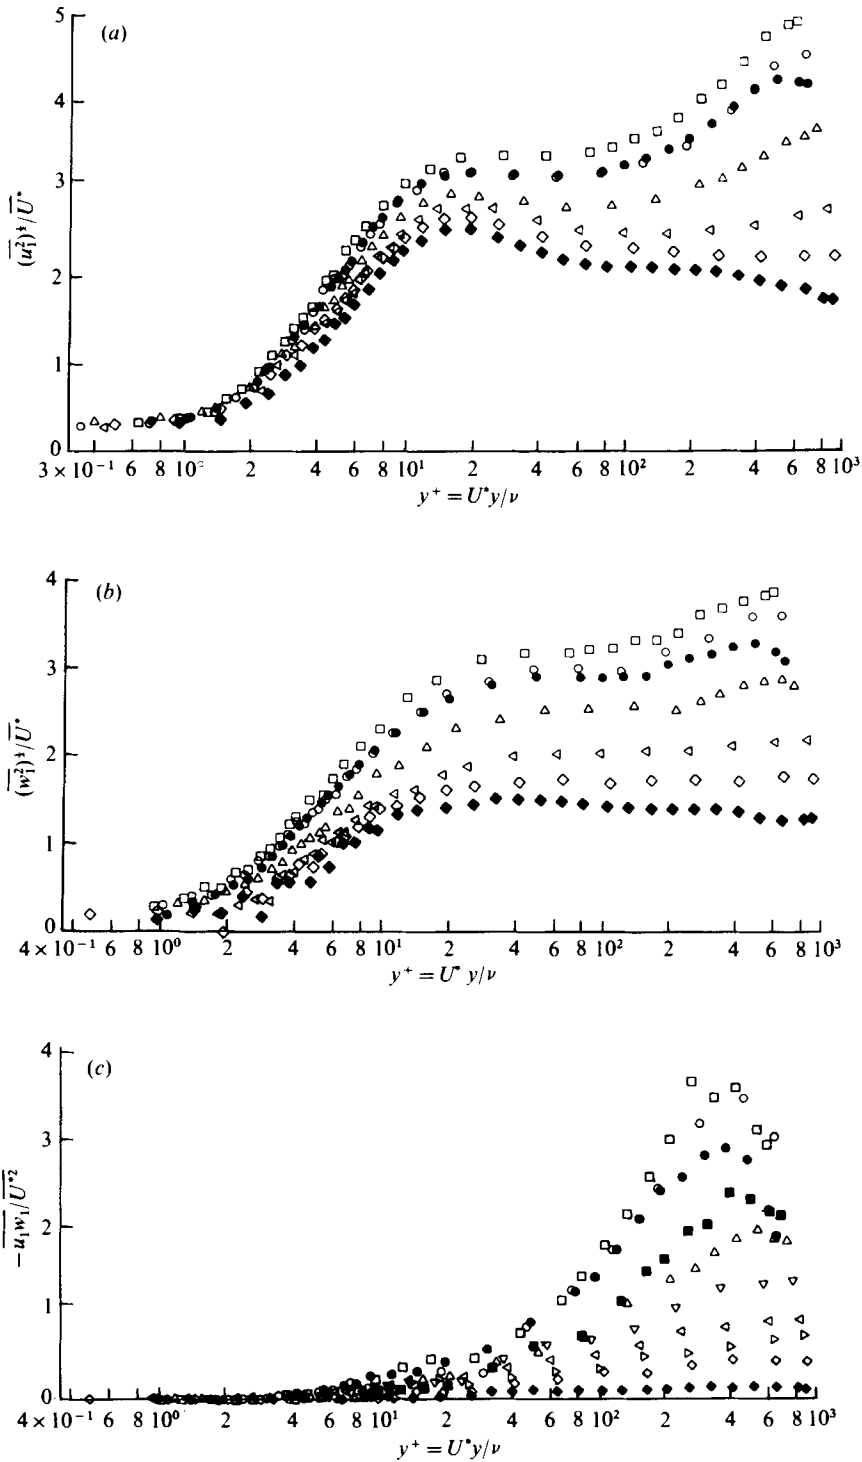 (a)
5
4
3
2
1
0
(u₁²)^½/U*
3 × 10⁻¹ 6 8 10⁰ 2 4 6 8 10¹ 2 4 6 8 10² 2 4 6 8 10³
y⁺ = U*y/ν
(b)
4
3
2
1
0
(w₁²)^½/U*
4 × 10⁻¹ 6 8 10⁰ 2 4 6 8 10¹ 2 4 6 8 10² 2 4 6 8 10³
y⁺ = U* y/ν
(c)
4
3
2
1
0
−u₁w₁/U*²
4 × 10⁻¹ 6 8 10⁰ 2 4 6 8 10¹ 2 4 6 8 10² 2 4 6 8 10³
y⁺ = U*y/ν